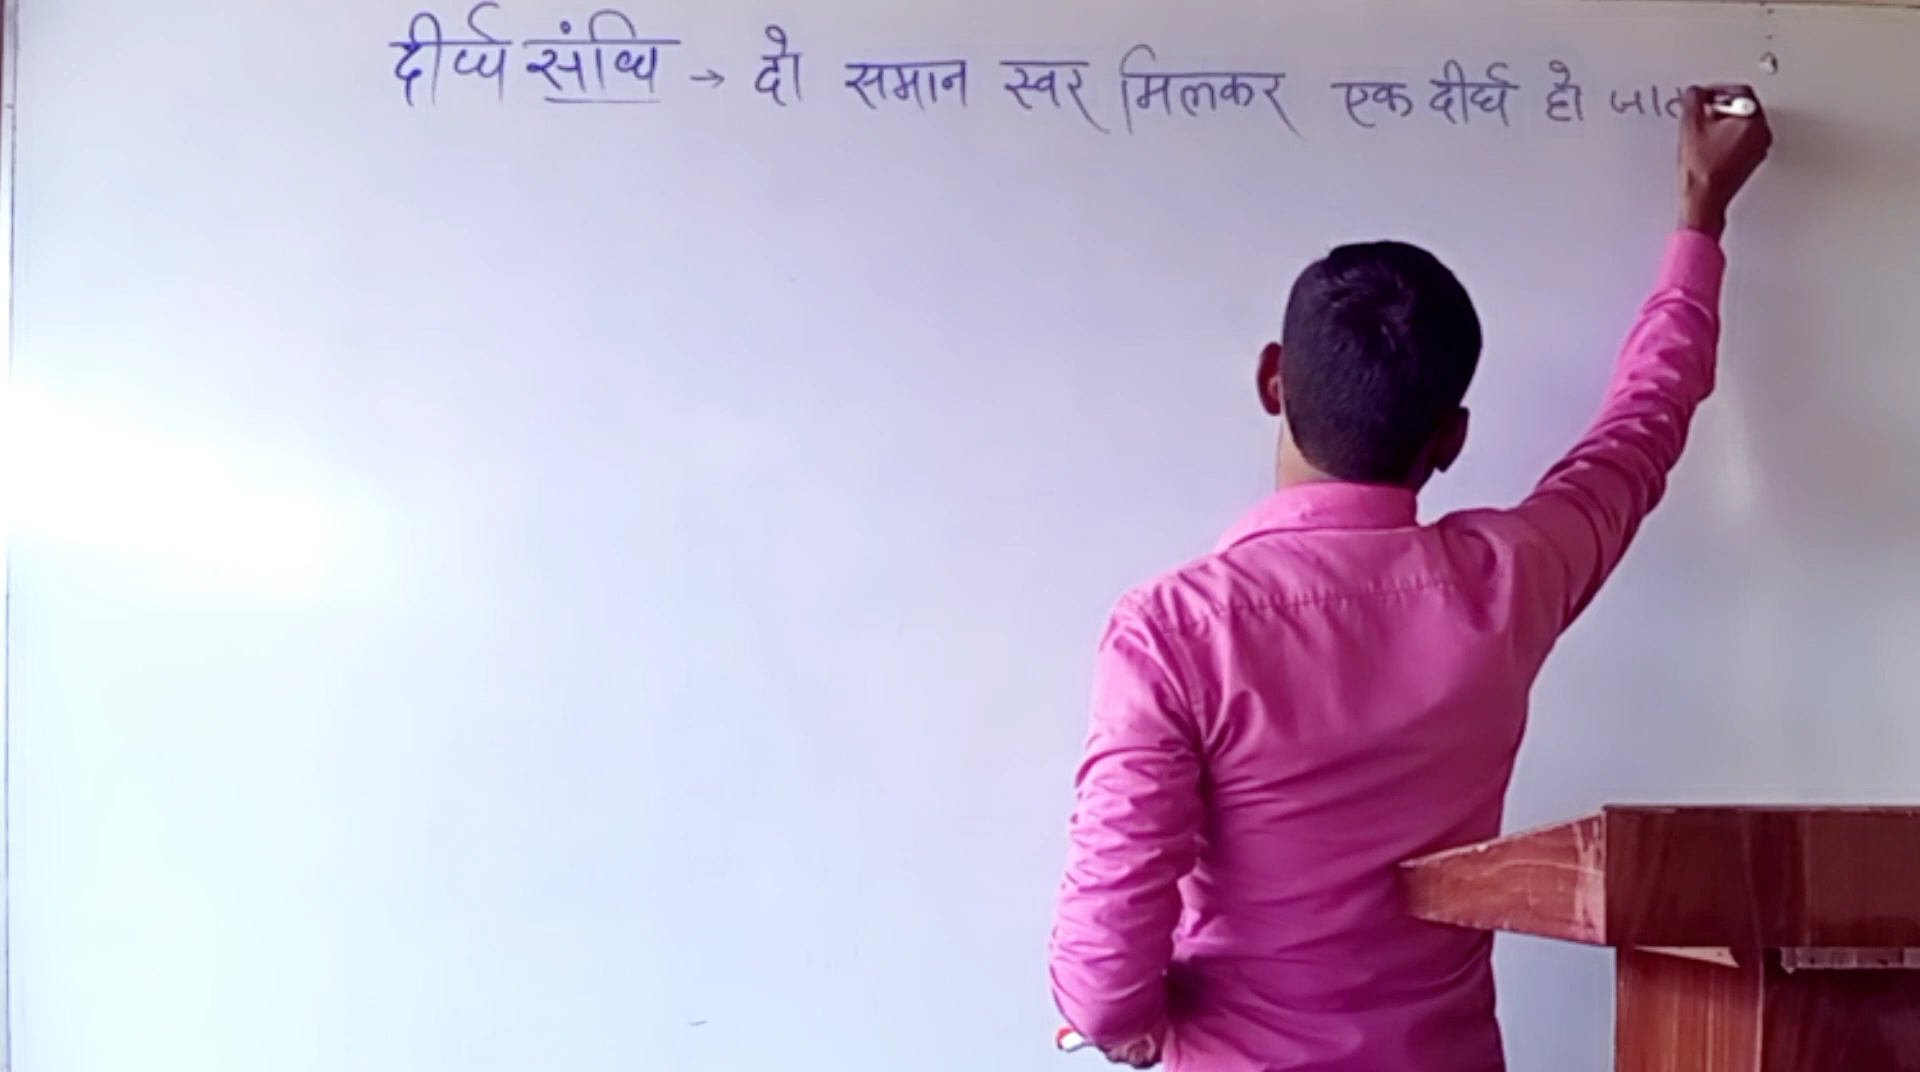 दीर्घ संधि → दो समान स्वर मिलकर एक दीर्घ हो जात